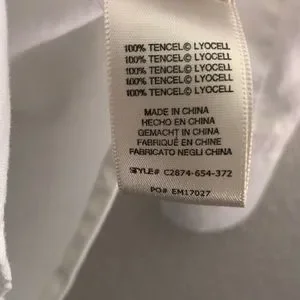 100% TENCEL© LYOCELL
100% TENCEL© LYOCELL
100% TENCEL© LYOCELL
100% TENCEL© LYOCELL
100% TENCEL© LYOCELL
MADE IN CHINA
HECHO EN CHINA
GEMACHT IN CHINA
FABRIQUÉ EN CHINE
FABRICATO NEGLI CHINA
STYLE# C2874-654-372
PO# EM17027